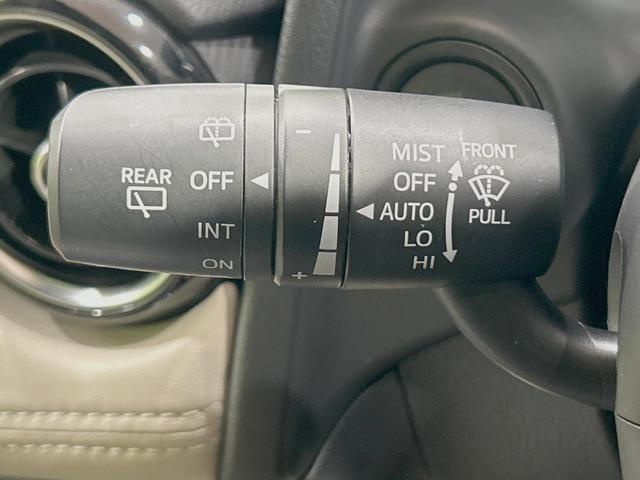 REAR
OFF
INT
ON
−
+
MIST
OFF
AUTO
LO
HI
FRONT
PULL